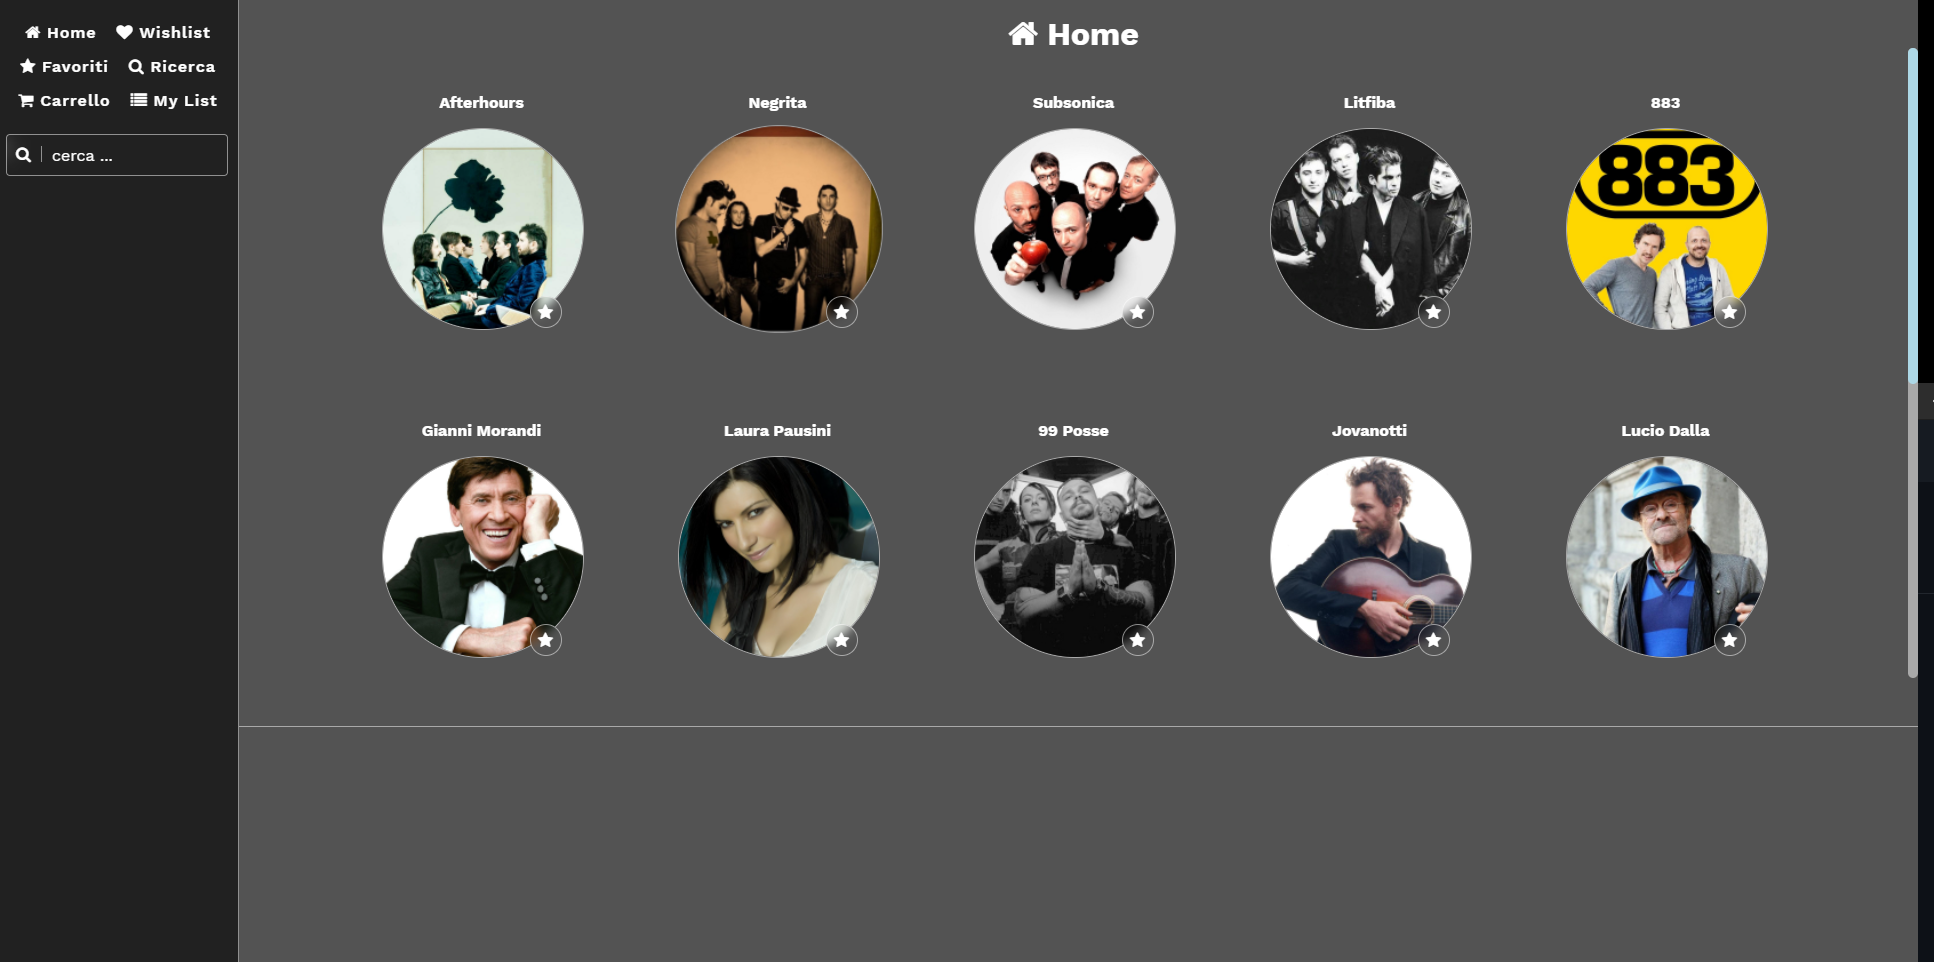 Home Wishlist
Favoriti Ricerca
Carrello My List
cerca ...
Home
Afterhours Negrita Subsonica Litfiba 883
883
Gianni Morandi Laura Pausini 99 Posse Jovanotti Lucio Dalla